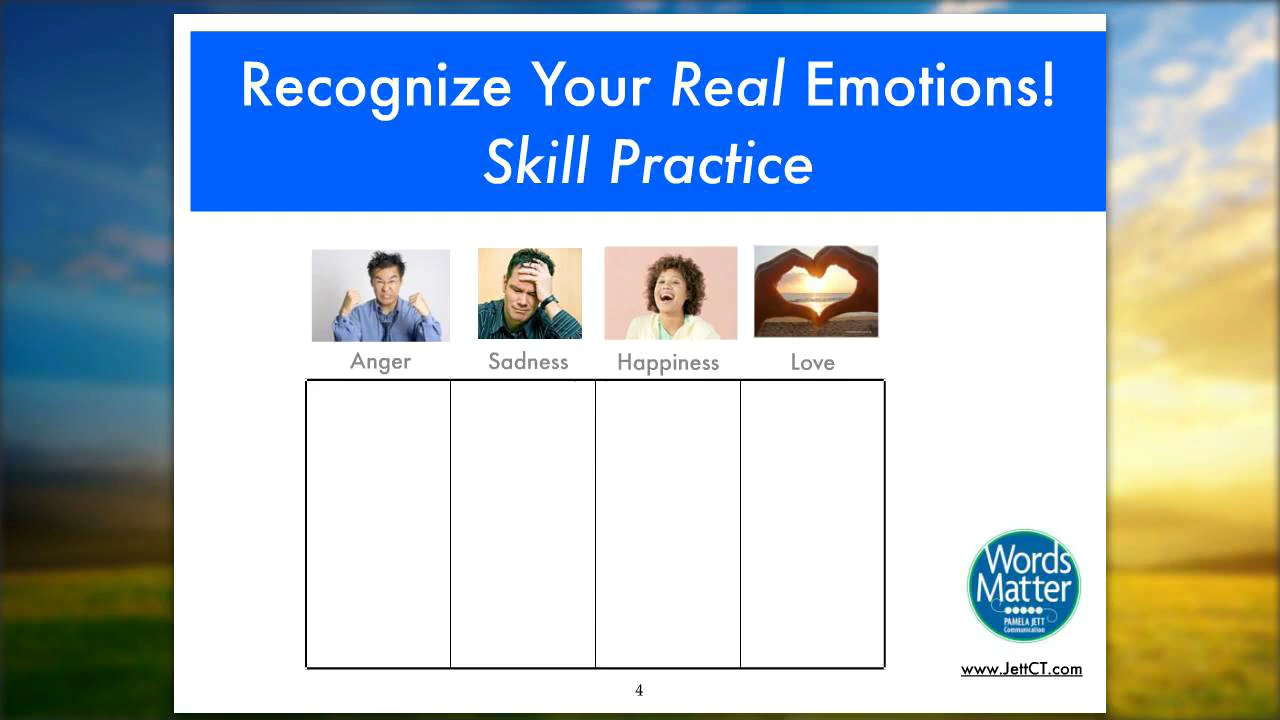 Recognize Your Real Emotions!
Skill Practice
Anger Sadness Happiness Love
Words
Matter
PAMELA JETT
Communication
www.JettCT.com
4